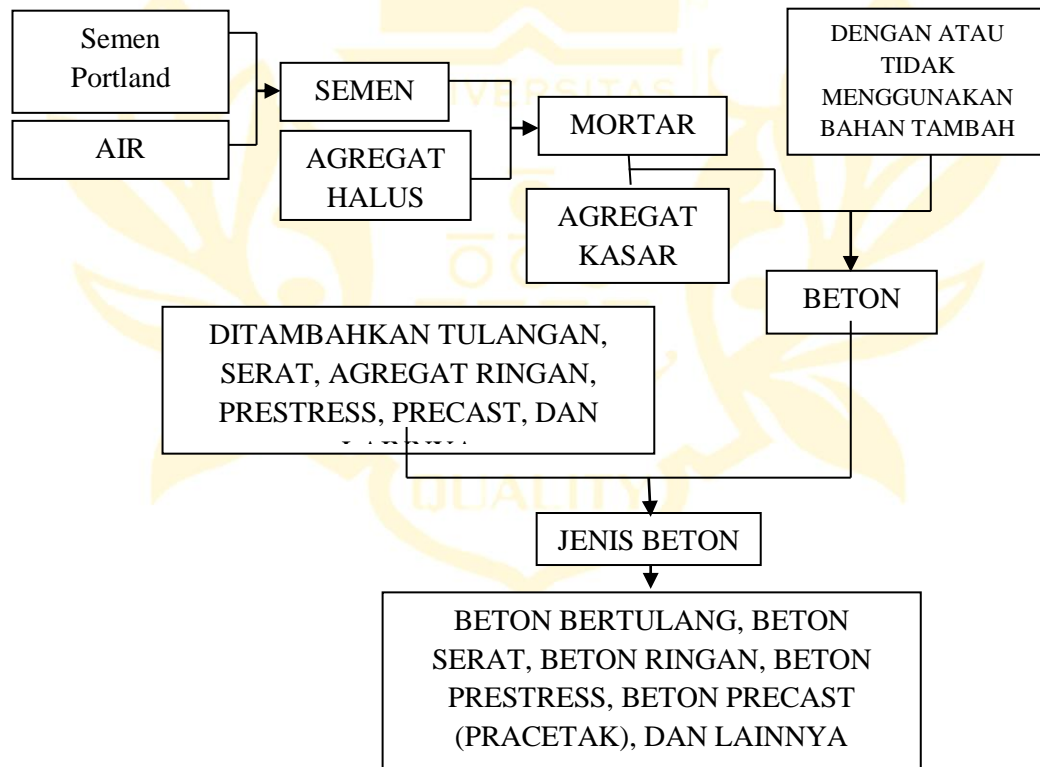 Semen
Portland
AIR
SEMEN
AGREGAT
HALUS
MORTAR
AGREGAT
KASAR
DENGAN ATAU
TIDAK
MENGGUNAKAN
BAHAN TAMBAH
BETON
DITAMBAHKAN TULANGAN,
SERAT, AGREGAT RINGAN,
PRESTRESS, PRECAST, DAN
QUALITY
JENIS BETON
BETON BERTULANG, BETON
SERAT, BETON RINGAN, BETON
PRESTRESS, BETON PRECAST
(PRACETAK), DAN LAINNYA